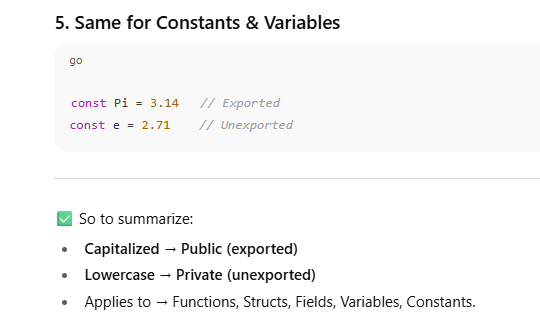 5. Same for Constants & Variables
go
const Pi = 3.14   // Exported
const e = 2.71    // Unexported
✅ So to summarize:
• Capitalized → Public (exported)
• Lowercase → Private (unexported)
• Applies to → Functions, Structs, Fields, Variables, Constants.